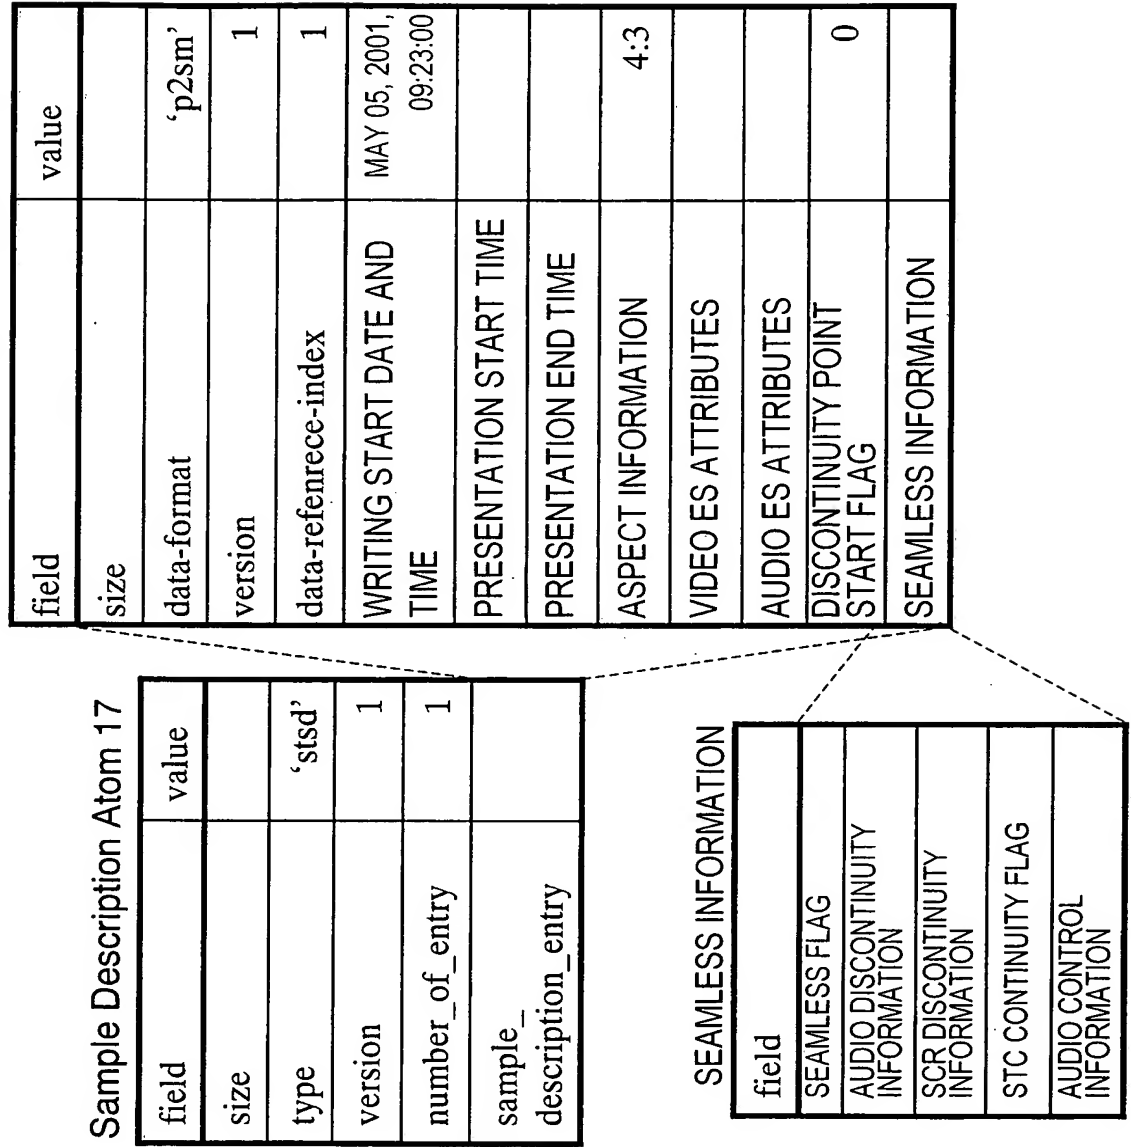 Sample Description Atom 17
field value
size
type ‘stsd’
version 1
number_of_entry 1
sample_
description_entry
field value
size
data-format ‘p2sm’
version 1
data-refenrece-index 1
WRITING START DATE AND MAY 05, 2001,
TIME 09:23:00
PRESENTATION START TIME
PRESENTATION END TIME
ASPECT INFORMATION 4:3
VIDEO ES ATTRIBUTES
AUDIO ES ATTRIBUTES
DISCONTINUITY POINT 0
START FLAG
SEAMLESS INFORMATION
SEAMLESS INFORMATION
field
SEAMLESS FLAG
AUDIO DISCONTINUITY
INFORMATION
SCR DISCONTINUITY
INFORMATION
STC CONTINUITY FLAG
AUDIO CONTROL
INFORMATION